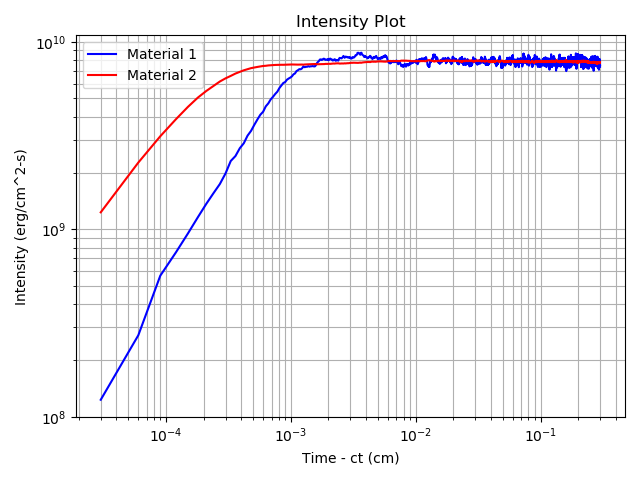 Intensity Plot
Material 1
Material 2
Intensity (erg/cm^2-s)
10^10
10^9
10^8
10^-4 10^-3 10^-2 10^-1
Time - ct (cm)